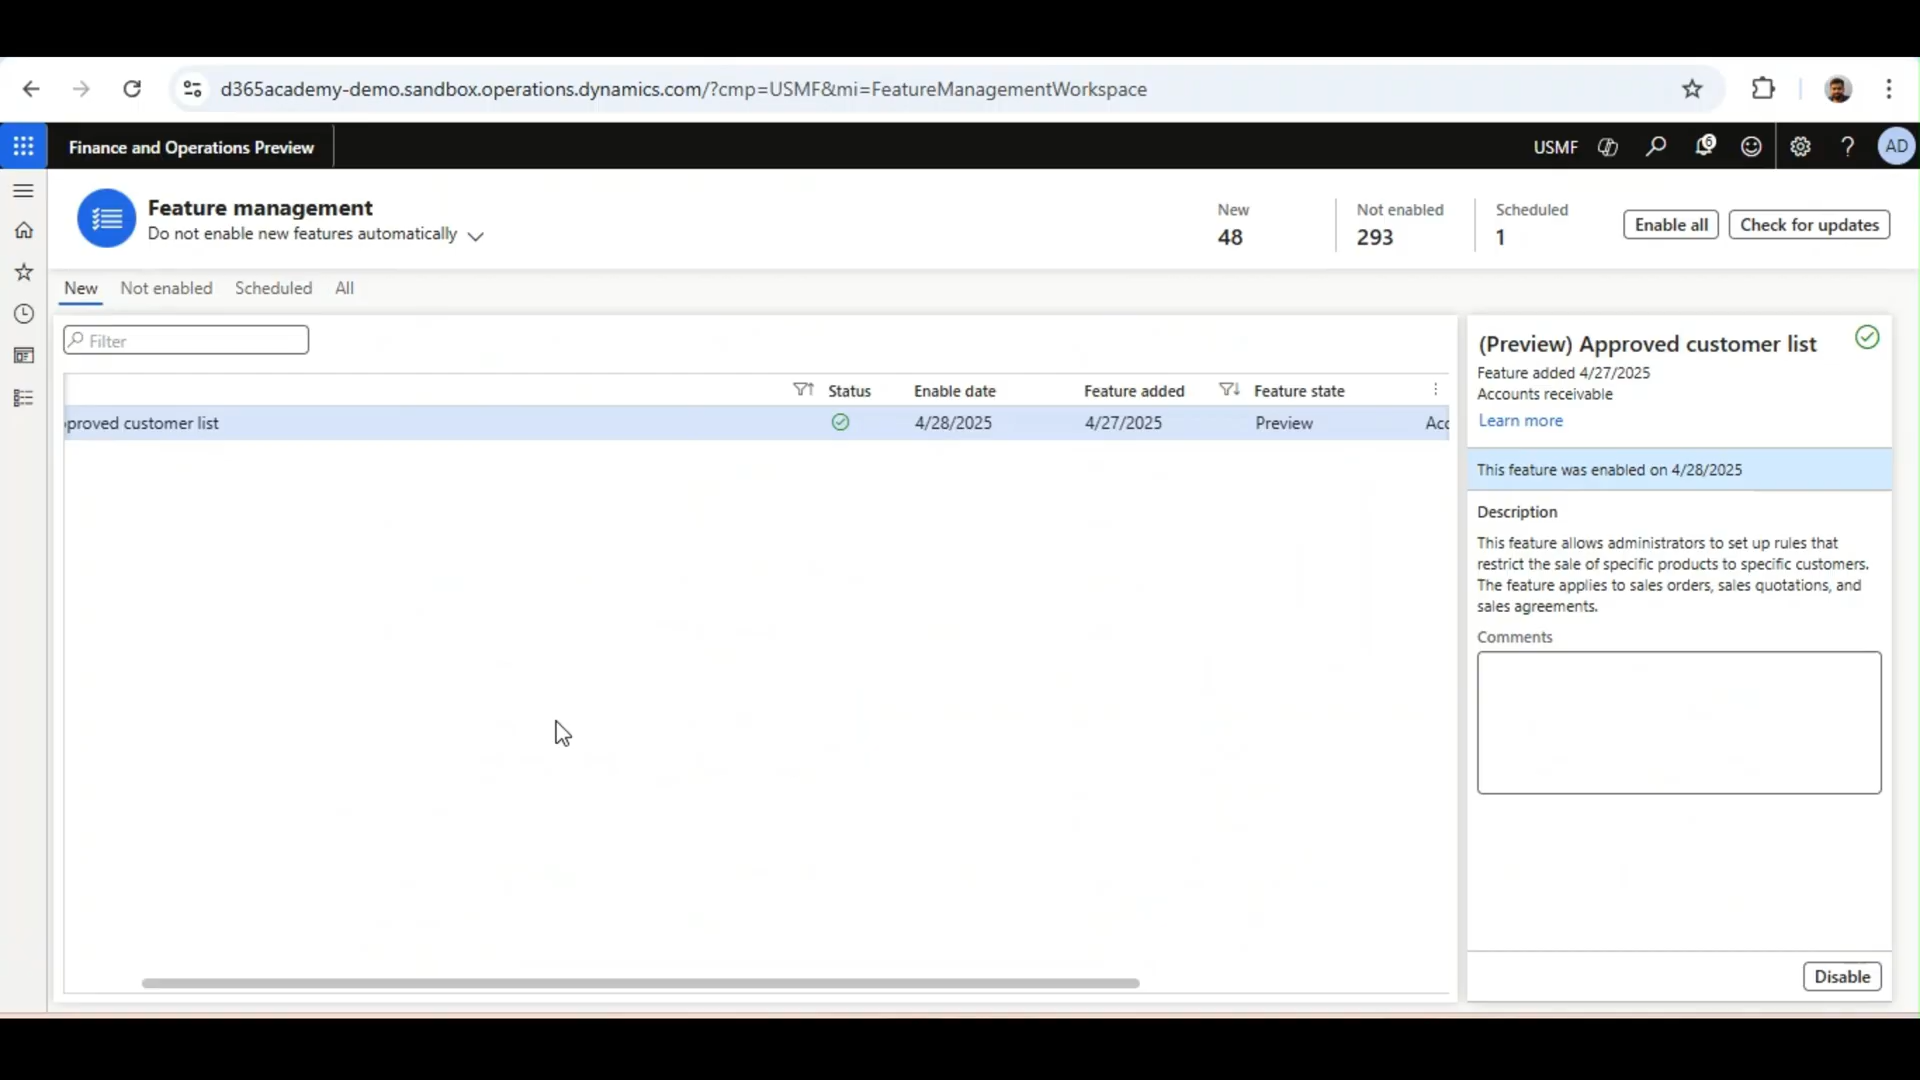 d365academy-demo.sandbox.operations.dynamics.com/?cmp=USMF&mi=FeatureManagementWorkspace
Finance and Operations Preview
USMF
6
AD
Feature management
Do not enable new features automatically
New
48
Not enabled
293
Scheduled
1
Enable all
Check for updates
New Not enabled Scheduled All
Filter
Status Enable date Feature added Feature state
proved customer list 4/28/2025 4/27/2025 Preview Acc
(Preview) Approved customer list
Feature added 4/27/2025
Accounts receivable
Learn more
This feature was enabled on 4/28/2025
Description
This feature allows administrators to set up rules that
restrict the sale of specific products to specific customers.
The feature applies to sales orders, sales quotations, and
sales agreements.
Comments
Disable